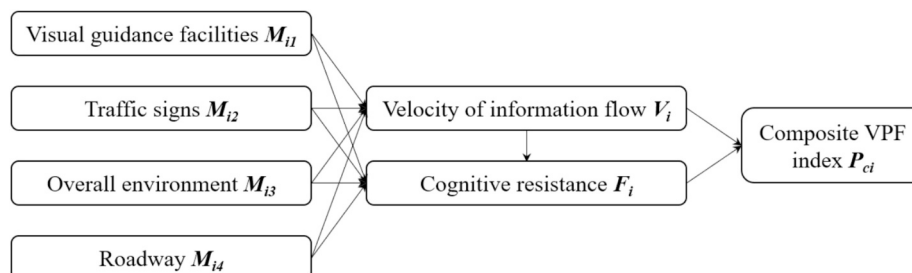 Visual guidance facilities M_i1
Traffic signs M_i2
Overall environment M_i3
Roadway M_i4
Velocity of information flow V_i
Cognitive resistance F_i
Composite VPF
index P_ci